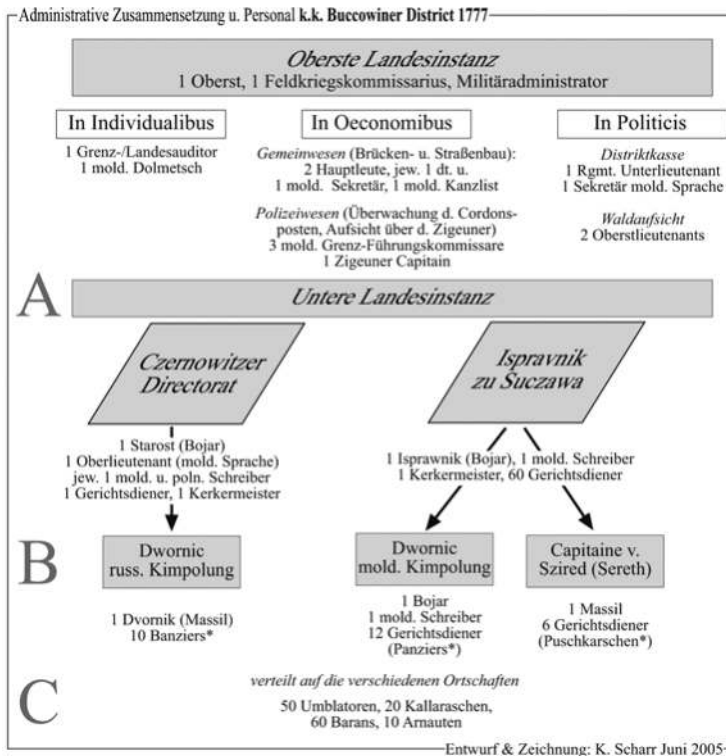 Administrative Zusammensetzung u. Personal k.k. Buccowiner District 1777
Oberste Landesinstanz
1 Oberst, 1 Feldkriegskommissarius, Militäradministrator
In Individualibus
1 Grenz-/Landesauditor
1 mold. Dolmetsch
In Oeconomibus
Gemeinwesen (Brücken- u. Straßenbau):
2 Hauptleute, jew. 1 dt. u.
1 mold. Sekretär, 1 mold. Kanzlist
Polizeiwesen (Überwachung d. Cordons-
posten, Aufsicht über d. Zigeuner)
3 mold. Grenz-Führungskommissare
1 Zigeuner Capitain
In Politicis
Distriktkasse
1 Rgmt. Unterlieutenant
1 Sekretär mold. Sprache
Waldaufsicht
2 Oberstlieutenants
A
Untere Landesinstanz
Czernowitzer
Directorat
1 Starost (Bojar)
1 Oberlieutenant (mold. Sprache)
jew. 1 mold. u. poln. Schreiber
1 Gerichtsdiener, 1 Kerkermeister
Ispravnik
zu Suczawa
1 Isprawnik (Bojar), 1 mold. Schreiber
1 Kerkermeister, 60 Gerichtsdiener
B
Dwornic
russ. Kimpolung
1 Dvornik (Massil)
10 Banziers*
Dwornic
mold. Kimpolung
1 Bojar
1 mold. Schreiber
12 Gerichtsdiener
(Panziers*)
Capitaine v.
Szired (Sereth)
1 Massil
6 Gerichtsdiener
(Puschkarschen*)
C
verteilt auf die verschiedenen Ortschaften
50 Umblatoren, 20 Kallaraschen,
60 Barans, 10 Arnauten
Entwurf & Zeichnung: K. Scharr Juni 2005